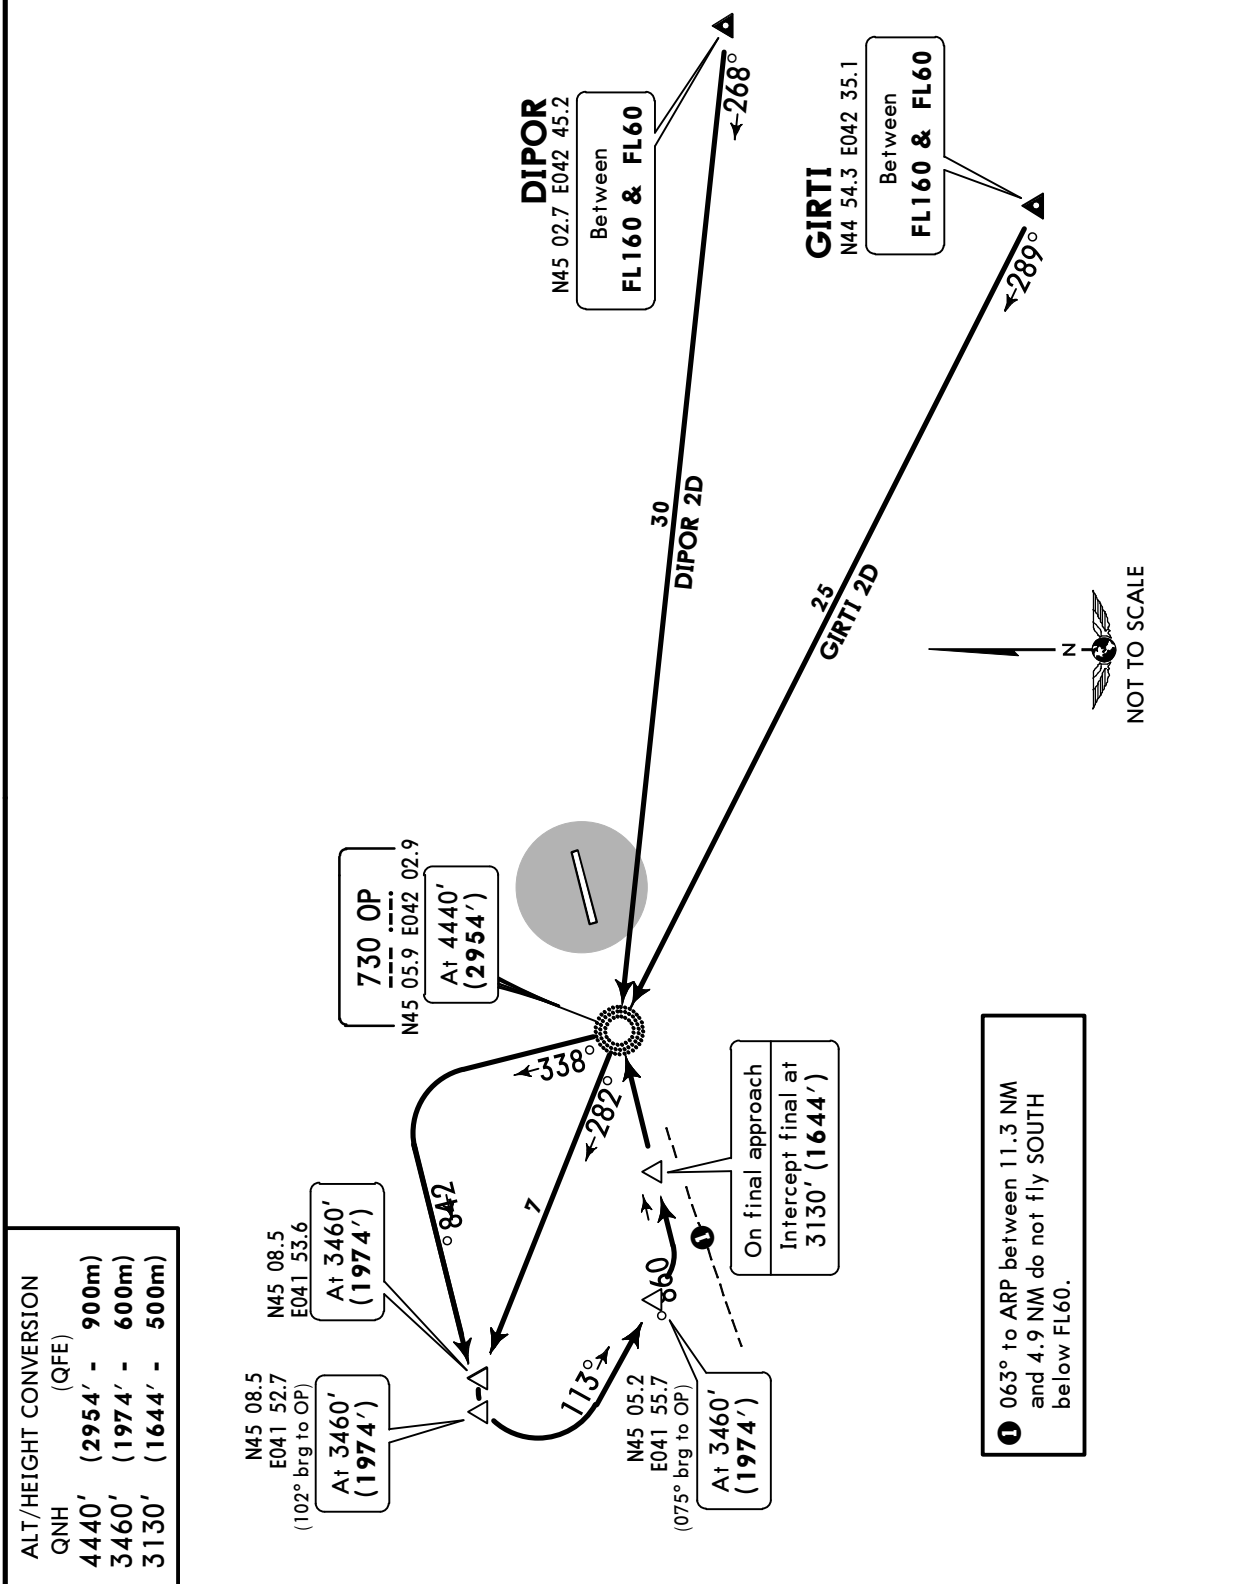 ALT/HEIGHT CONVERSION
QNH (QFE)
4440' (2954' - 900m)
3460' (1974' - 600m)
3130' (1644' - 500m)
N45 08.5
E041 52.7
(102° brg to OP)
At 3460'
(1974')
N45 08.5
E041 53.6
At 3460'
(1974')
730 OP
N45 05.9 E042 02.9
At 4440'
(2954')
DIPOR
N45 02.7 E042 45.2
Between
FL160 & FL60
268°
30
DIPOR 2D
GIRTI
N44 54.3 E042 35.1
Between
FL160 & FL60
289°
25
GIRTI 2D
338°
248°
282°
7
113°
098°
N45 05.2
E041 55.7
(075° brg to OP)
At 3460'
(1974')
On final approach
Intercept final at
3130' (1644')
1
1 063° to ARP between 11.3 NM
and 4.9 NM do not fly SOUTH
below FL60.
N
NOT TO SCALE